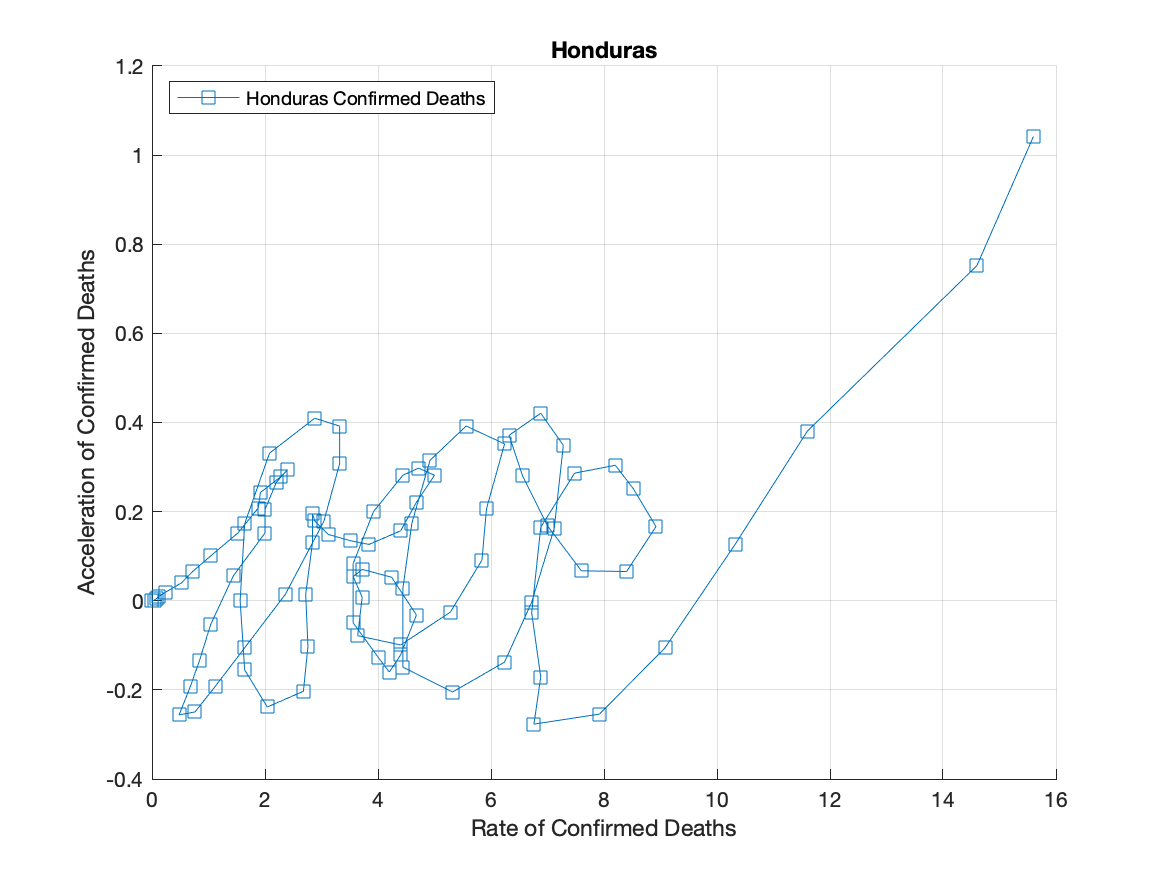 Honduras
1.2
1
0.8
0.6
0.4
0.2
0
-0.2
-0.4
Acceleration of Confirmed Deaths
Honduras Confirmed Deaths
0 2 4 6 8 10 12 14 16
Rate of Confirmed Deaths